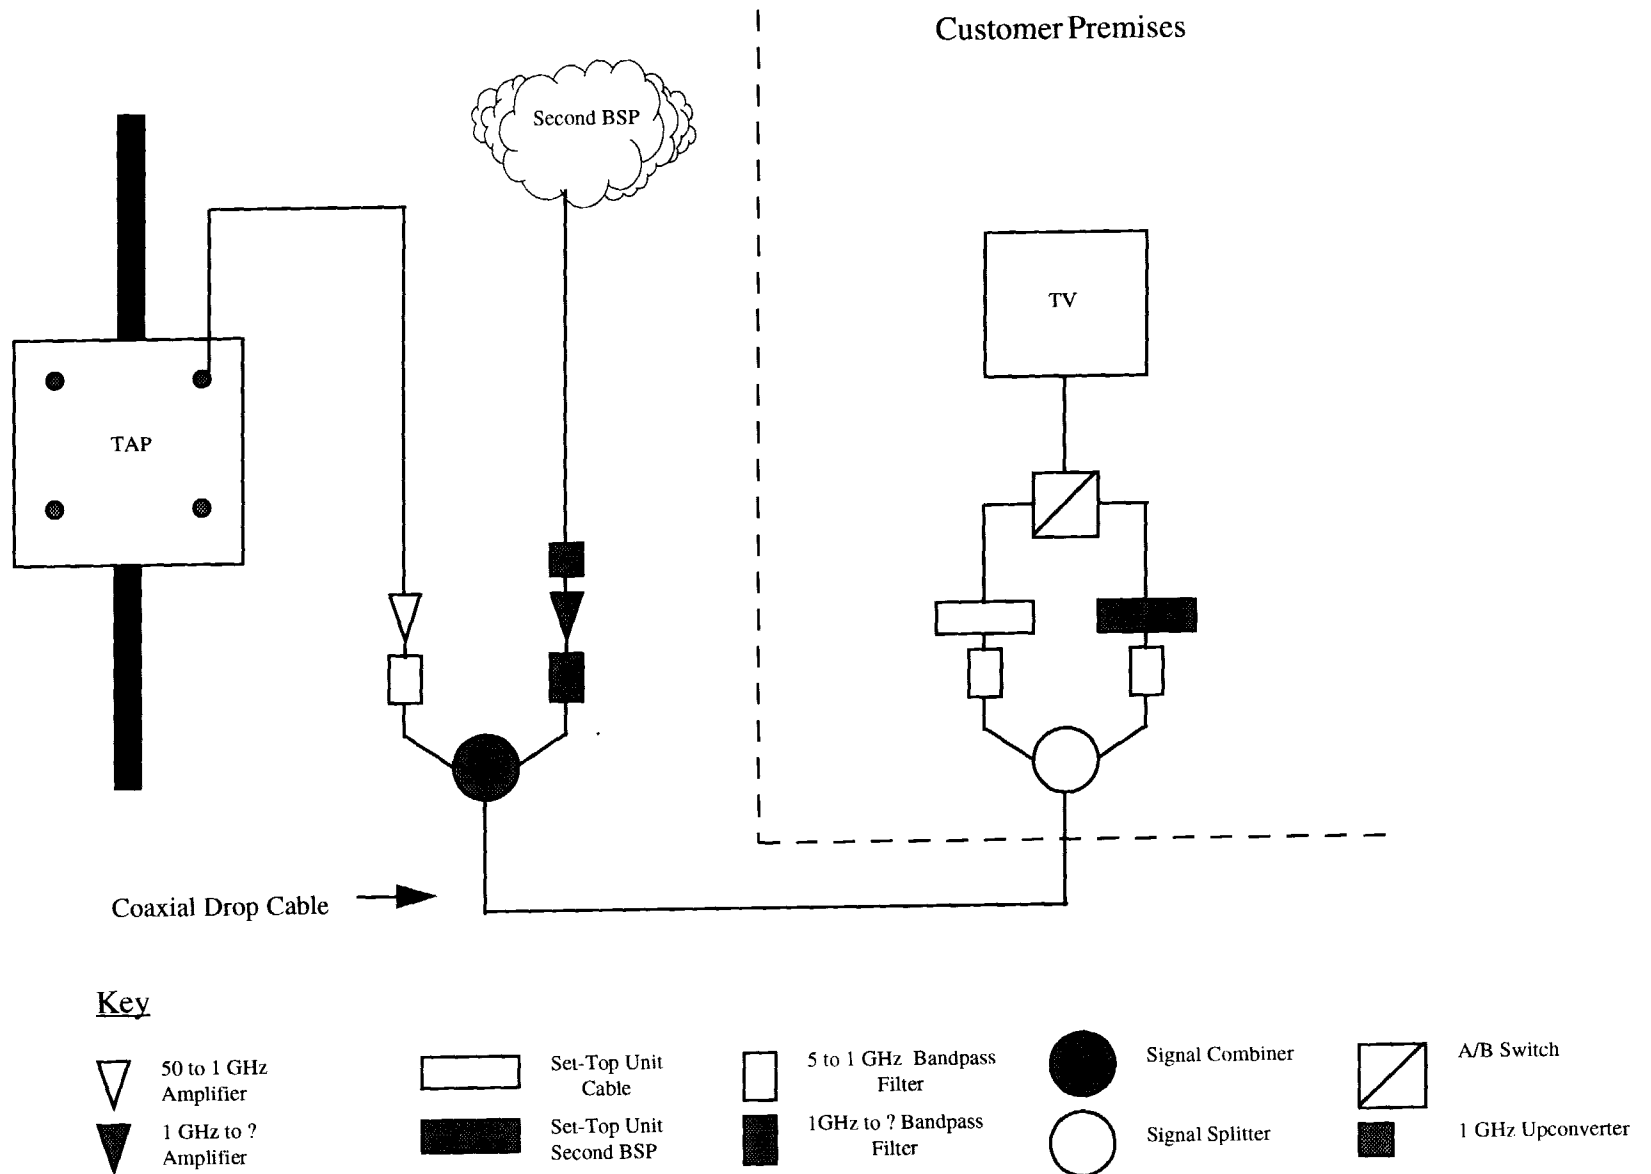 Customer Premises
Second BSP
TV
TAP
Coaxial Drop Cable
Key
50 to 1 GHz
Amplifier
Set-Top Unit
Cable
5 to 1 GHz Bandpass
Filter
Signal Combiner
A/B Switch
1 GHz to ?
Amplifier
Set-Top Unit
Second BSP
1GHz to ? Bandpass
Filter
Signal Splitter
1 GHz Upconverter